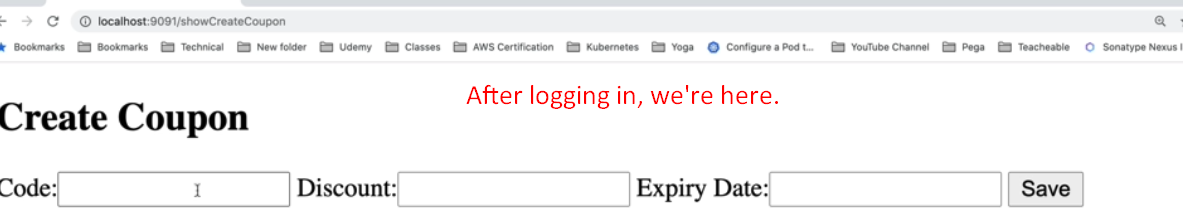 localhost:9091/showCreateCoupon
Bookmarks Bookmarks Technical New folder Udemy Classes AWS Certification Kubernetes Yoga Configure a Pod t... YouTube Channel Pega Teacheable Sonatype Nexus
After logging in, we're here.
Create Coupon
Code: Discount: Expiry Date: Save